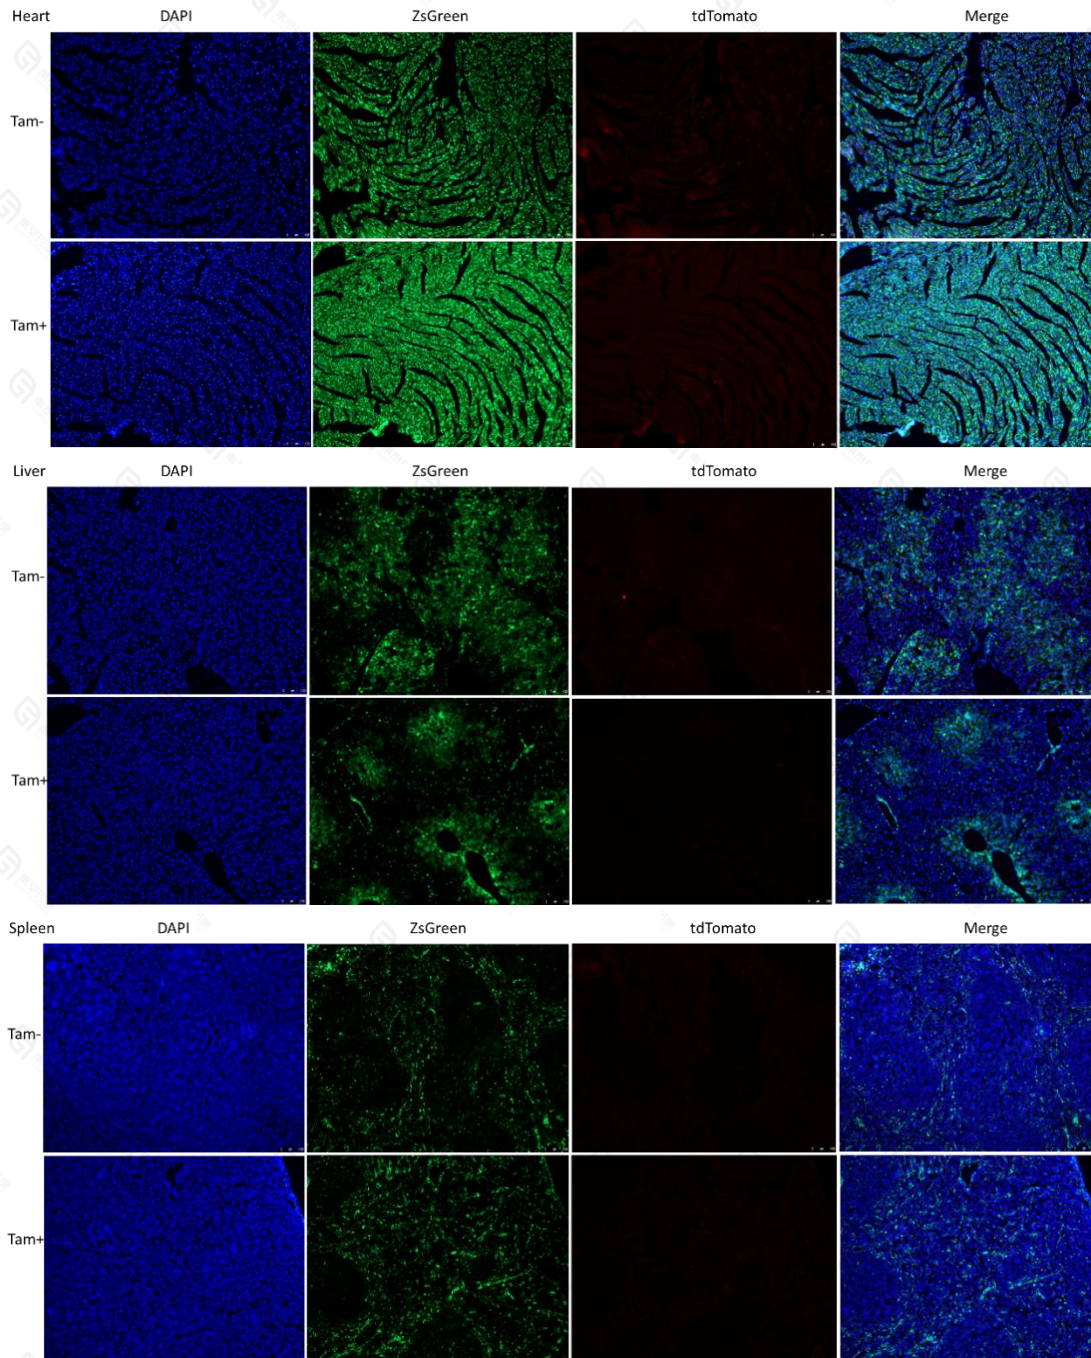 Heart DAPI ZsGreen tdTomato Merge
Tam-
Tam+
Liver DAPI ZsGreen tdTomato Merge
Tam-
Tam+
Spleen DAPI ZsGreen tdTomato Merge
Tam-
Tam+